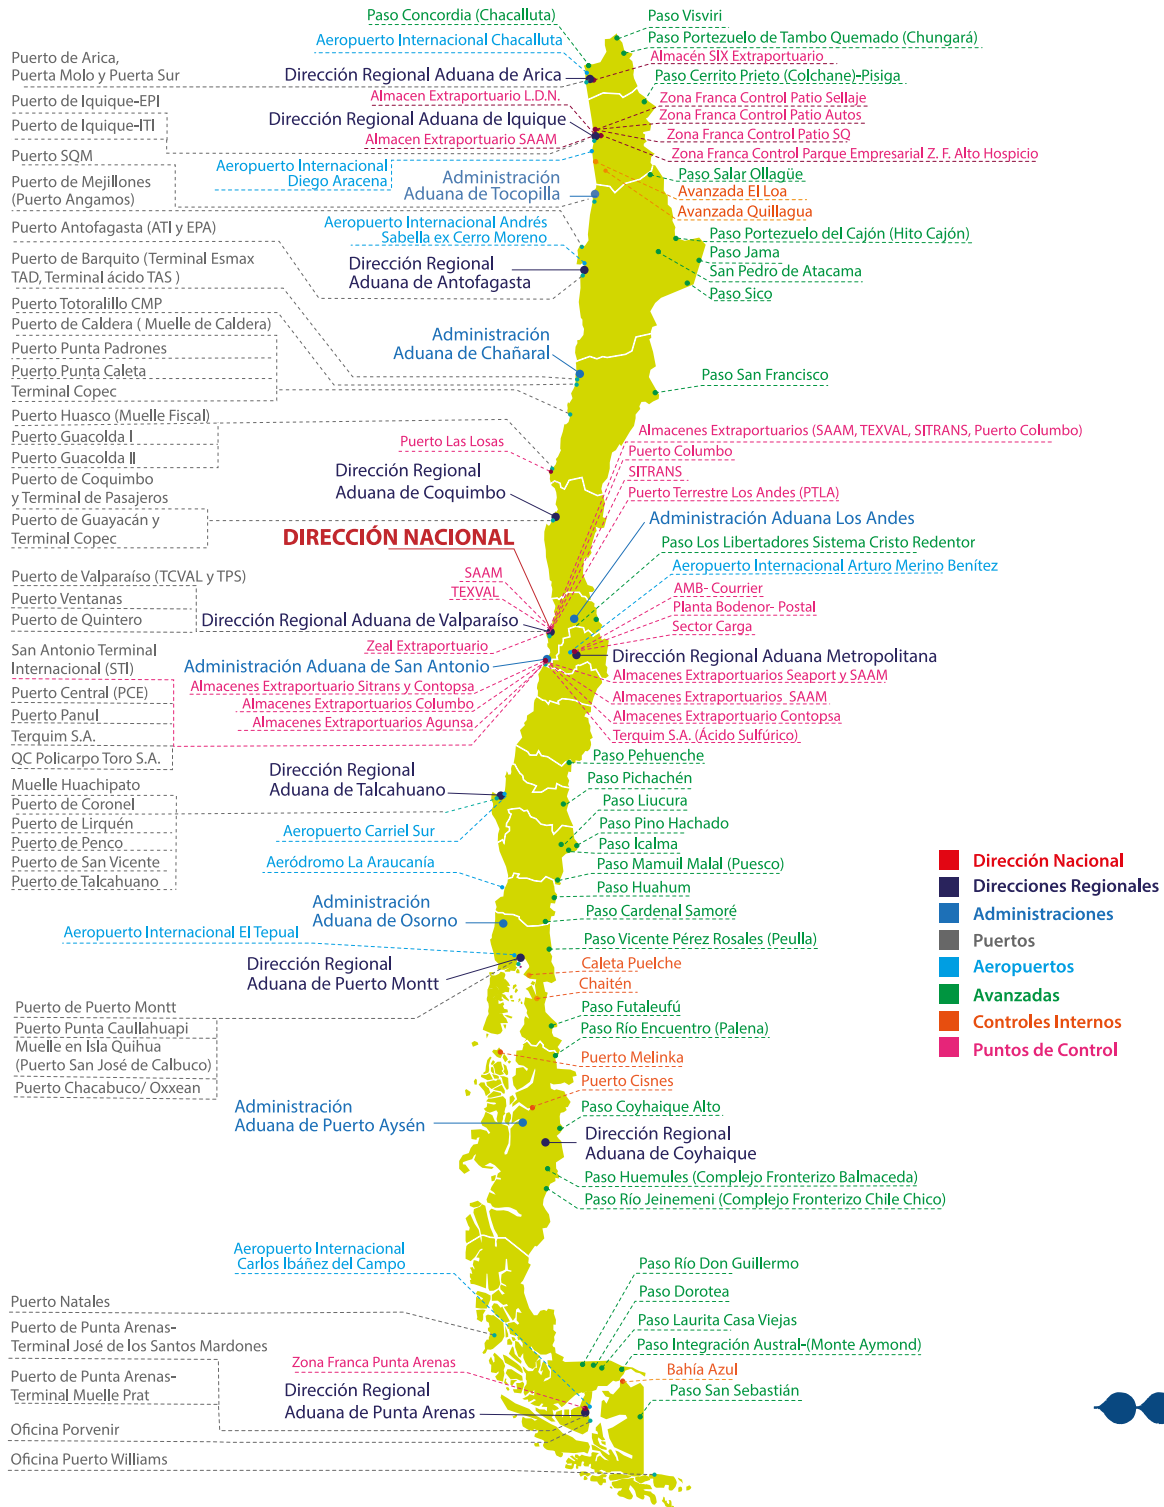 Paso Concordia (Chacalluta)
Paso Visviri
Aeropuerto Internacional Chacalluta
Paso Portezuelo de Tambo Quemado (Chungará)
Puerto de Arica,
Puerta Molo y Puerta Sur
Almacén SIX Extraportuario
Dirección Regional Aduana de Arica
Paso Cerrito Prieto (Colchane)-Pisiga
Puerto de Iquique-EPI
Almacen Extraportuario L.D.N.
Zona Franca Control Patio Sellaje
Dirección Regional Aduana de Iquique
Zona Franca Control Patio Autos
Puerto de Iquique-ITI
Almacen Extraportuario SAAM
Zona Franca Control Patio SQ
Puerto SQM
Zona Franca Control Parque Empresarial Z. F. Alto Hospicio
Aeropuerto Internacional
Diego Aracena
Administración
Aduana de Tocopilla
Paso Salar Ollagüe
Puerto de Mejillones
(Puerto Angamos)
Avanzada El Loa
Avanzada Quillagua
Puerto Antofagasta (ATI y EPA)
Aeropuerto Internacional Andrés
Sabella ex Cerro Moreno
Paso Portezuelo del Cajón (Hito Cajón)
Puerto de Barquito (Terminal Esmax
TAD, Terminal ácido TAS )
Dirección Regional
Aduana de Antofagasta
Paso Jama
San Pedro de Atacama
Paso Sico
Puerto Totoralillo CMP
Puerto de Caldera ( Muelle de Caldera)
Administración
Aduana de Chañaral
Puerto Punta Padrones
Puerto Punta Caleta
Terminal Copec
Paso San Francisco
Puerto Huasco (Muelle Fiscal)
Puerto Guacolda I
Puerto Guacolda II
Puerto Las Losas
Almacenes Extraportuarios (SAAM, TEXVAL, SITRANS, Puerto Columbo)
Puerto Columbo
SITRANS
Puerto Terrestre Los Andes (PTLA)
Puerto de Coquimbo
y Terminal de Pasajeros
Dirección Regional
Aduana de Coquimbo
Puerto de Guayacán y
Terminal Copec
DIRECCIÓN NACIONAL
Administración Aduana Los Andes
Paso Los Libertadores Sistema Cristo Redentor
Aeropuerto Internacional Arturo Merino Benítez
Puerto de Valparaíso (TCVAL y TPS)
Puerto Ventanas
Puerto de Quintero
SAAM
TEXVAL
AMB- Courrier
Planta Bodenor- Postal
Sector Carga
Dirección Regional Aduana de Valparaíso
Zeal Extraportuario
San Antonio Terminal
Internacional (STI)
Administración Aduana de San Antonio
Dirección Regional Aduana Metropolitana
Almacenes Extraportuarios Seaport y SAAM
Almacenes Extraportuario Sitrans y Contopsa
Puerto Central (PCE)
Almacenes Extraportuarios SAAM
Almacenes Extraportuarios Columbo
Puerto Panul
Almacenes Extraportuario Contopsa
Almacenes Extraportuarios Agunsa
Terquim S.A.
Terquim S.A. (Ácido Sulfúrico)
QC Policarpo Toro S.A.
Paso Pehuenche
Muelle Huachipato
Puerto de Coronel
Puerto de Lirquén
Puerto de Penco
Puerto de San Vicente
Puerto de Talcahuano
Dirección Regional
Aduana de Talcahuano
Paso Pichachén
Paso Liucura
Aeropuerto Carriel Sur
Paso Pino Hachado
Paso Icalma
Aeródromo La Araucanía
Paso Mamuil Malal (Puesco)
Paso Huahum
Administración
Aduana de Osorno
Paso Cardenal Samoré
Aeropuerto Internacional El Tepual
Paso Vicente Pérez Rosales (Peulla)
Dirección Regional
Aduana de Puerto Montt
Caleta Puelche
Chaitén
Puerto de Puerto Montt
Paso Futaleufú
Puerto Punta Caullahuapi
Paso Río Encuentro (Palena)
Muelle en Isla Quihua
(Puerto San José de Calbuco)
Puerto Melinka
Puerto Chacabuco/ Oxxean
Puerto Cisnes
Administración
Aduana de Puerto Aysén
Paso Coyhaique Alto
Dirección Regional
Aduana de Coyhaique
Paso Huemules (Complejo Fronterizo Balmaceda)
Paso Río Jeinemeni (Complejo Fronterizo Chile Chico)
Dirección Nacional
Direcciones Regionales
Administraciones
Puertos
Aeropuertos
Avanzadas
Controles Internos
Puntos de Control
Aeropuerto Internacional
Carlos Ibáñez del Campo
Paso Río Don Guillermo
Paso Dorotea
Puerto Natales
Paso Laurita Casa Viejas
Puerto de Punta Arenas-
Terminal José de los Santos Mardones
Paso Integración Austral-(Monte Aymond)
Zona Franca Punta Arenas
Bahía Azul
Puerto de Punta Arenas-
Terminal Muelle Prat
Dirección Regional
Aduana de Punta Arenas
Paso San Sebastián
Oficina Porvenir
Oficina Puerto Williams